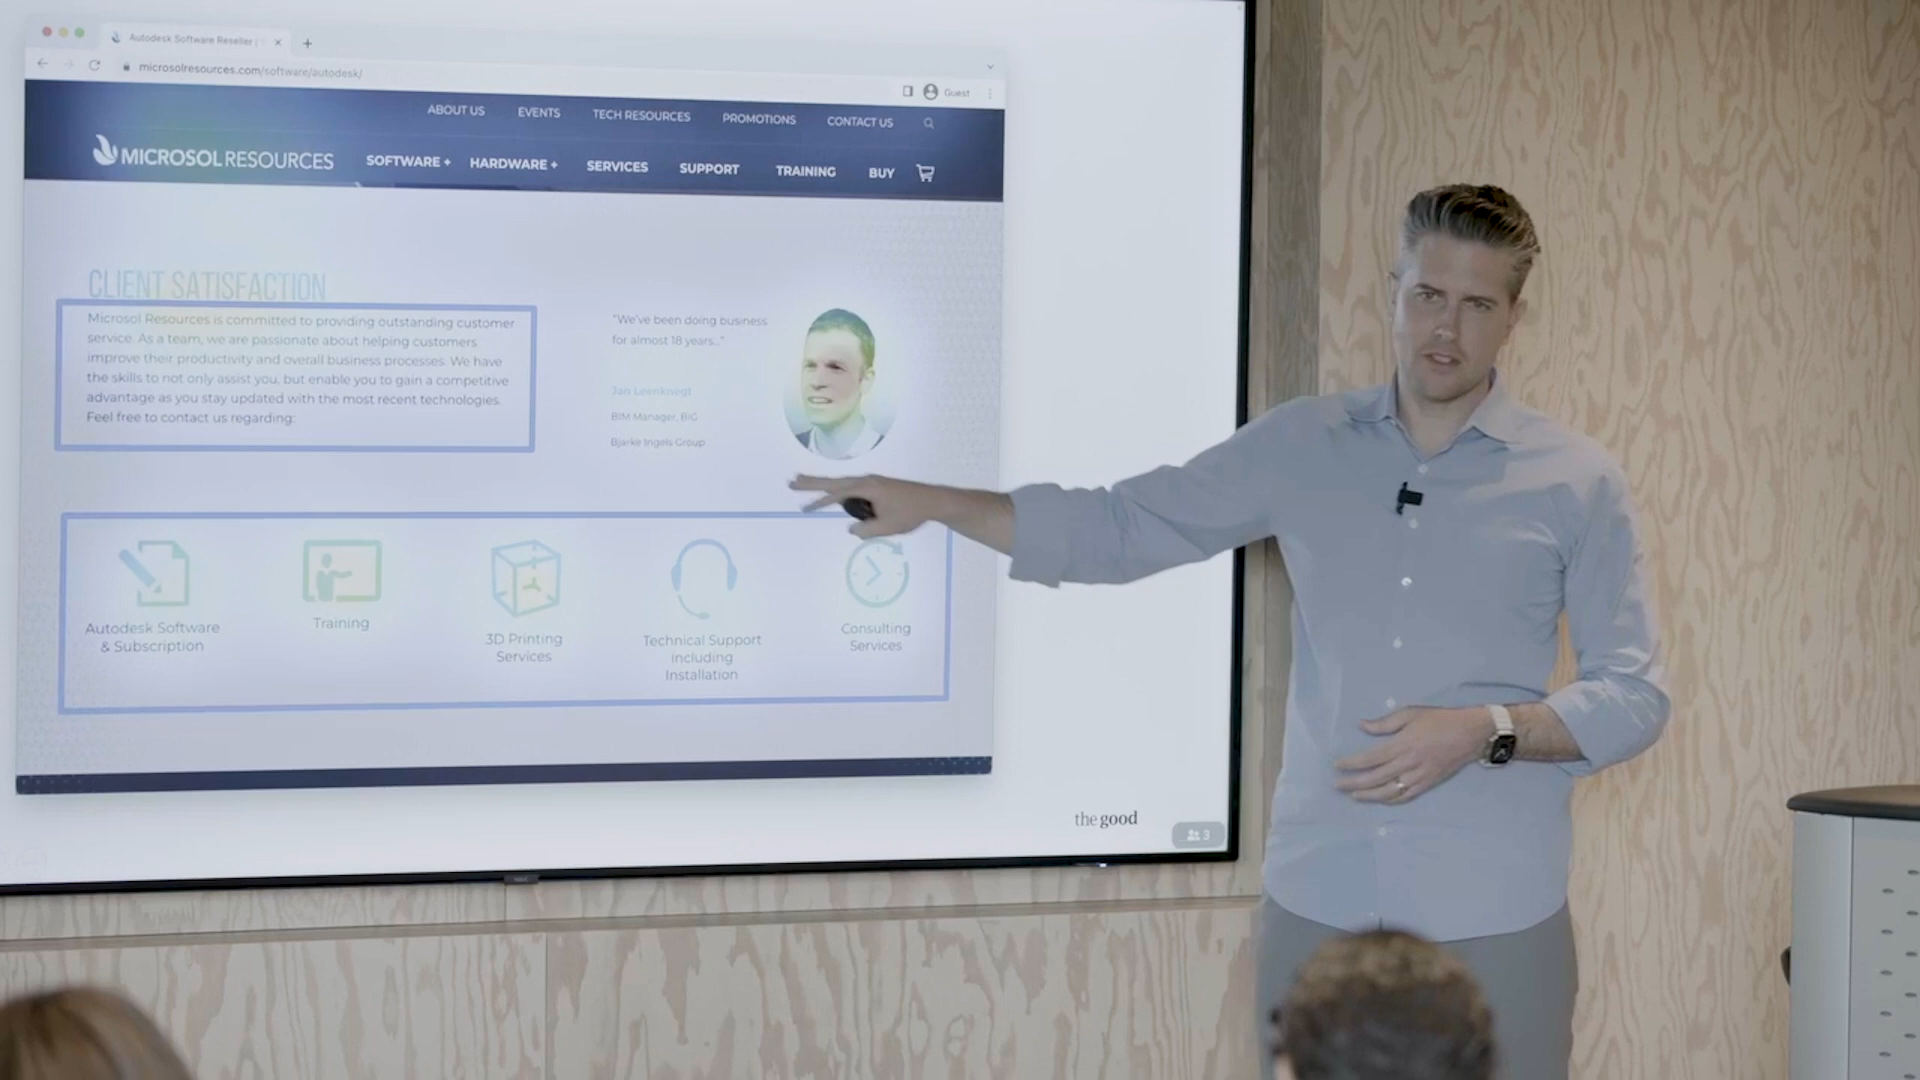 Autodesk Software Reseller |
microsolresources.com/software/autodesk/
Guest
ABOUT US EVENTS TECH RESOURCES PROMOTIONS CONTACT US
MICROSOL RESOURCES
SOFTWARE + HARDWARE + SERVICES SUPPORT TRAINING BUY
CLIENT SATISFACTION
Microsol Resources is committed to providing outstanding customer
service. As a team, we are passionate about helping customers
improve their productivity and overall business processes. We have
the skills to not only assist you, but enable you to gain a competitive
advantage as you stay updated with the most recent technologies.
Feel free to contact us regarding:
"We've been doing business
for almost 18 years..."
Jan Leenknegt
BIM Manager, BIG
Bjarke Ingels Group
Autodesk Software
& Subscription
Training
3D Printing
Services
Technical Support
including
Installation
Consulting
Services
the good
3